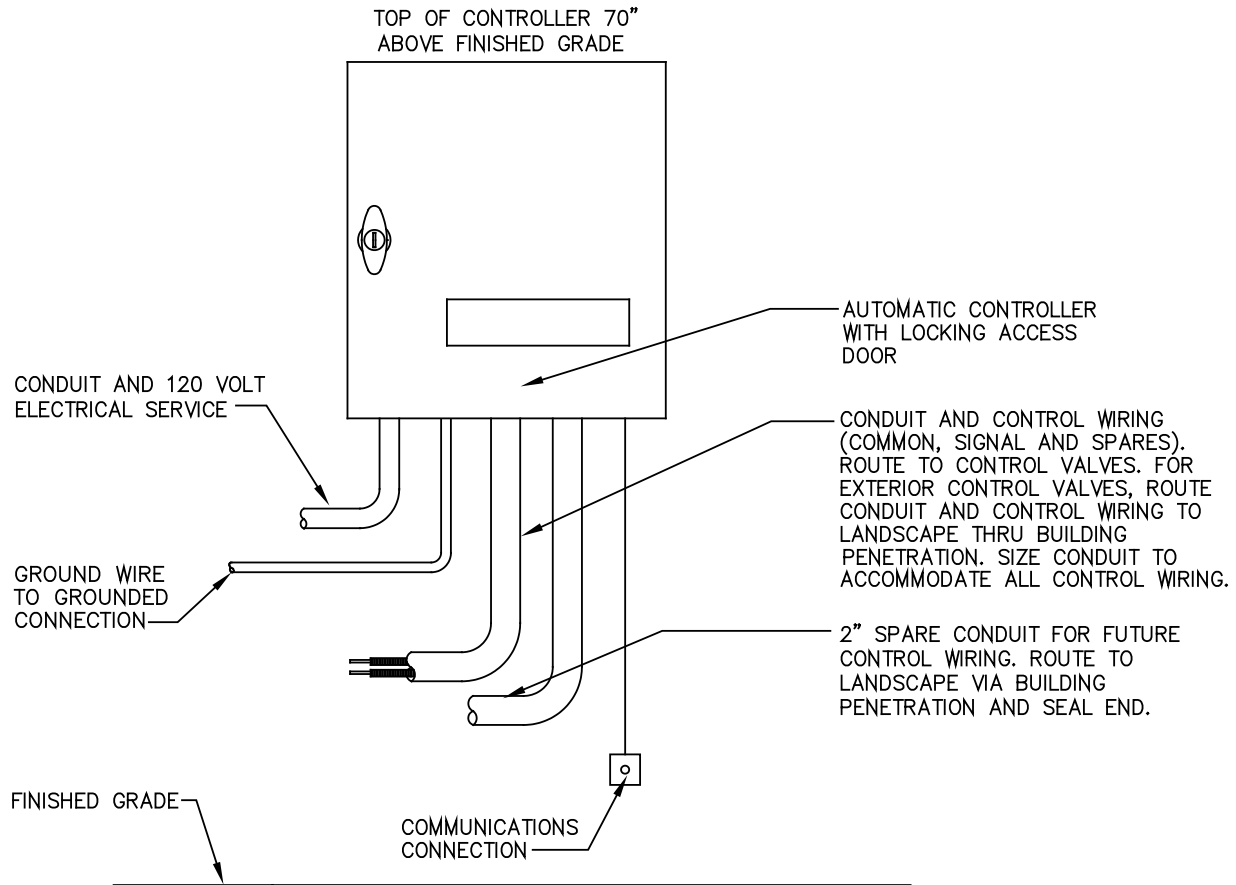 TOP OF CONTROLLER 70”
ABOVE FINISHED GRADE
AUTOMATIC CONTROLLER
WITH LOCKING ACCESS
DOOR
CONDUIT AND 120 VOLT
ELECTRICAL SERVICE
CONDUIT AND CONTROL WIRING
(COMMON, SIGNAL AND SPARES).
ROUTE TO CONTROL VALVES. FOR
EXTERIOR CONTROL VALVES, ROUTE
CONDUIT AND CONTROL WIRING TO
LANDSCAPE THRU BUILDING
PENETRATION. SIZE CONDUIT TO
ACCOMMODATE ALL CONTROL WIRING.
GROUND WIRE
TO GROUNDED
CONNECTION
2” SPARE CONDUIT FOR FUTURE
CONTROL WIRING. ROUTE TO
LANDSCAPE VIA BUILDING
PENETRATION AND SEAL END.
FINISHED GRADE
COMMUNICATIONS
CONNECTION